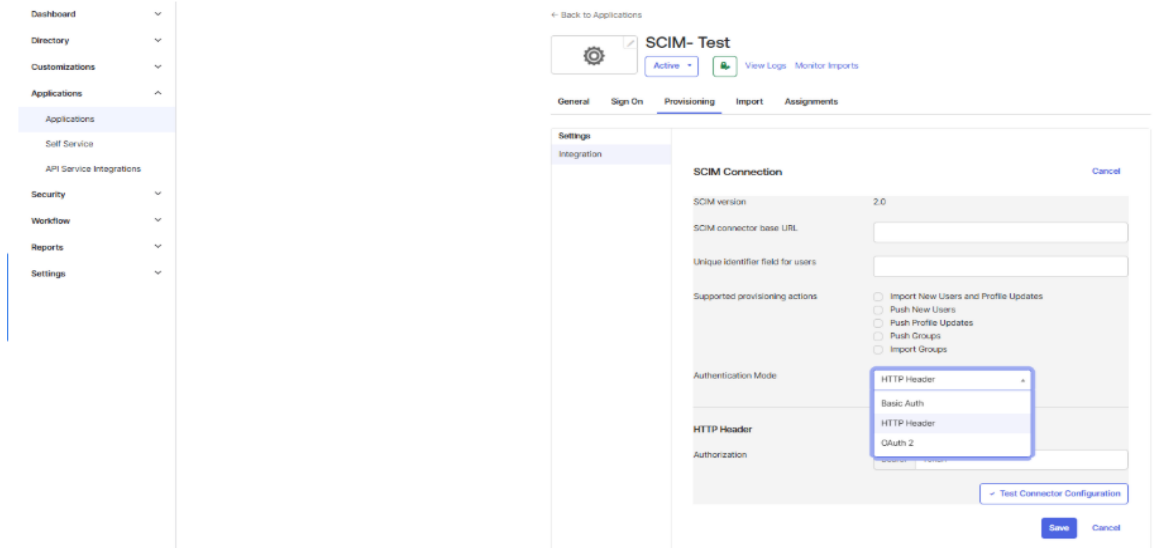 Dashboard
Directory
Customizations
Applications
Applications
Self Service
API Service Integrations
Security
Workflow
Reports
Settings
← Back to Applications
SCIM- Test
Active
View Logs Monitor Imports
General Sign On Provisioning Import Assignments
Settings
Integration
SCIM Connection Cancel
SCIM version 2.0
SCIM connector base URL
Unique identifier field for users
Supported provisioning actions
Import New Users and Profile Updates
Push New Users
Push Profile Updates
Push Groups
Import Groups
Authentication Mode HTTP Header
Basic Auth
HTTP Header
OAuth 2
HTTP Header
Authorization
Test Connector Configuration
Save Cancel